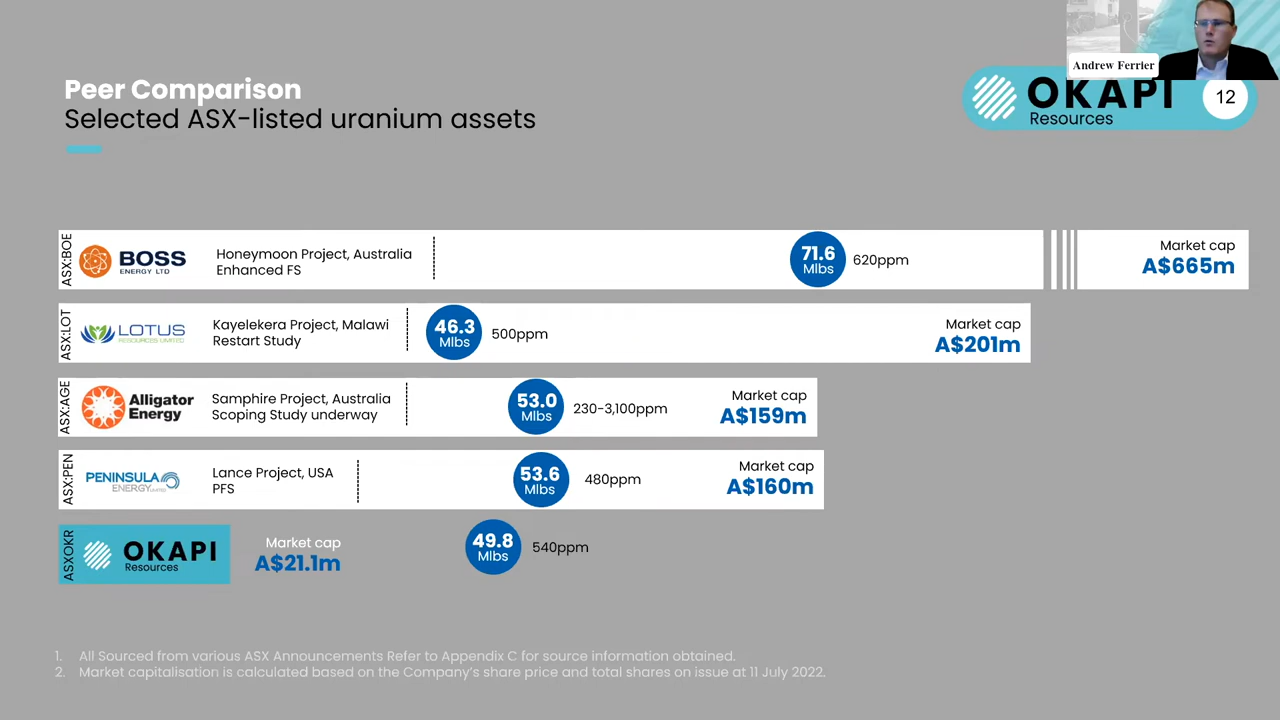 Andrew Ferrier
Peer Comparison
Selected ASX-listed uranium assets
OKAPI
Resources
12
ASX:BOE
BOSS
ENERGY LTD
Honeymoon Project, Australia
Enhanced FS
71.6
Mlbs
620ppm
Market cap
A$665m
ASX:LOT
LOTUS
RESOURCES LIMITED
Kayelekera Project, Malawi
Restart Study
46.3
Mlbs
500ppm
Market cap
A$201m
ASX:AGE
Alligator
Energy
Samphire Project, Australia
Scoping Study underway
53.0
Mlbs
230-3,100ppm
Market cap
A$159m
ASX:PEN
PENINSULA
ENERGY LIMITED
Lance Project, USA
PFS
53.6
Mlbs
480ppm
Market cap
A$160m
ASXOKR
OKAPI
Resources
Market cap
A$21.1m
49.8
Mlbs
540ppm
1. All Sourced from various ASX Announcements Refer to Appendix C for source information obtained.
2. Market capitalisation is calculated based on the Company's share price and total shares on issue at 11 July 2022.